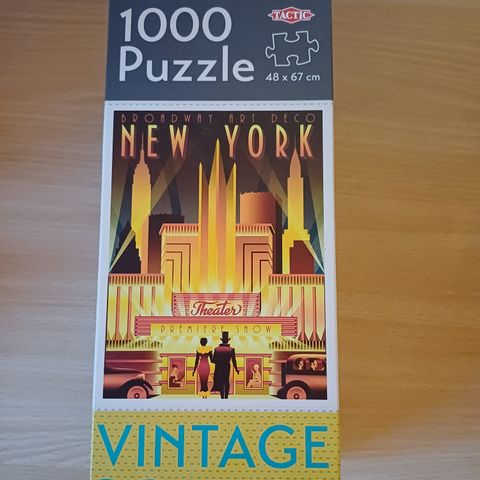 1000
TACTIC
Puzzle
48 x 67 cm
BROADWAY ART DECO
NEW YORK
Theater
PREMIERE SHOW
VINTAGE